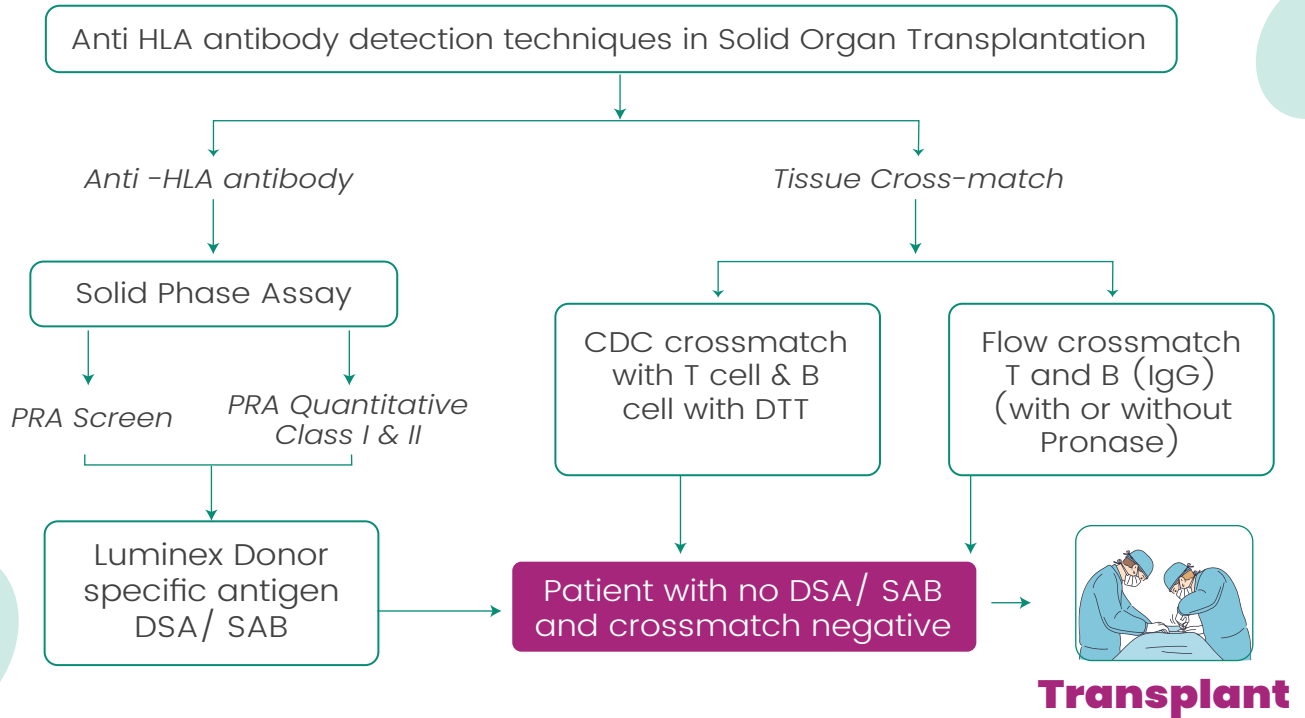 Anti HLA antibody detection techniques in Solid Organ Transplantation
Anti -HLA antibody
Tissue Cross-match
Solid Phase Assay
PRA Screen
PRA Quantitative
Class I & II
Luminex Donor
specific antigen
DSA/ SAB
CDC crossmatch
with T cell & B
cell with DTT
Flow crossmatch
T and B (IgG)
(with or without
Pronase)
Patient with no DSA/ SAB
and crossmatch negative
Transplant